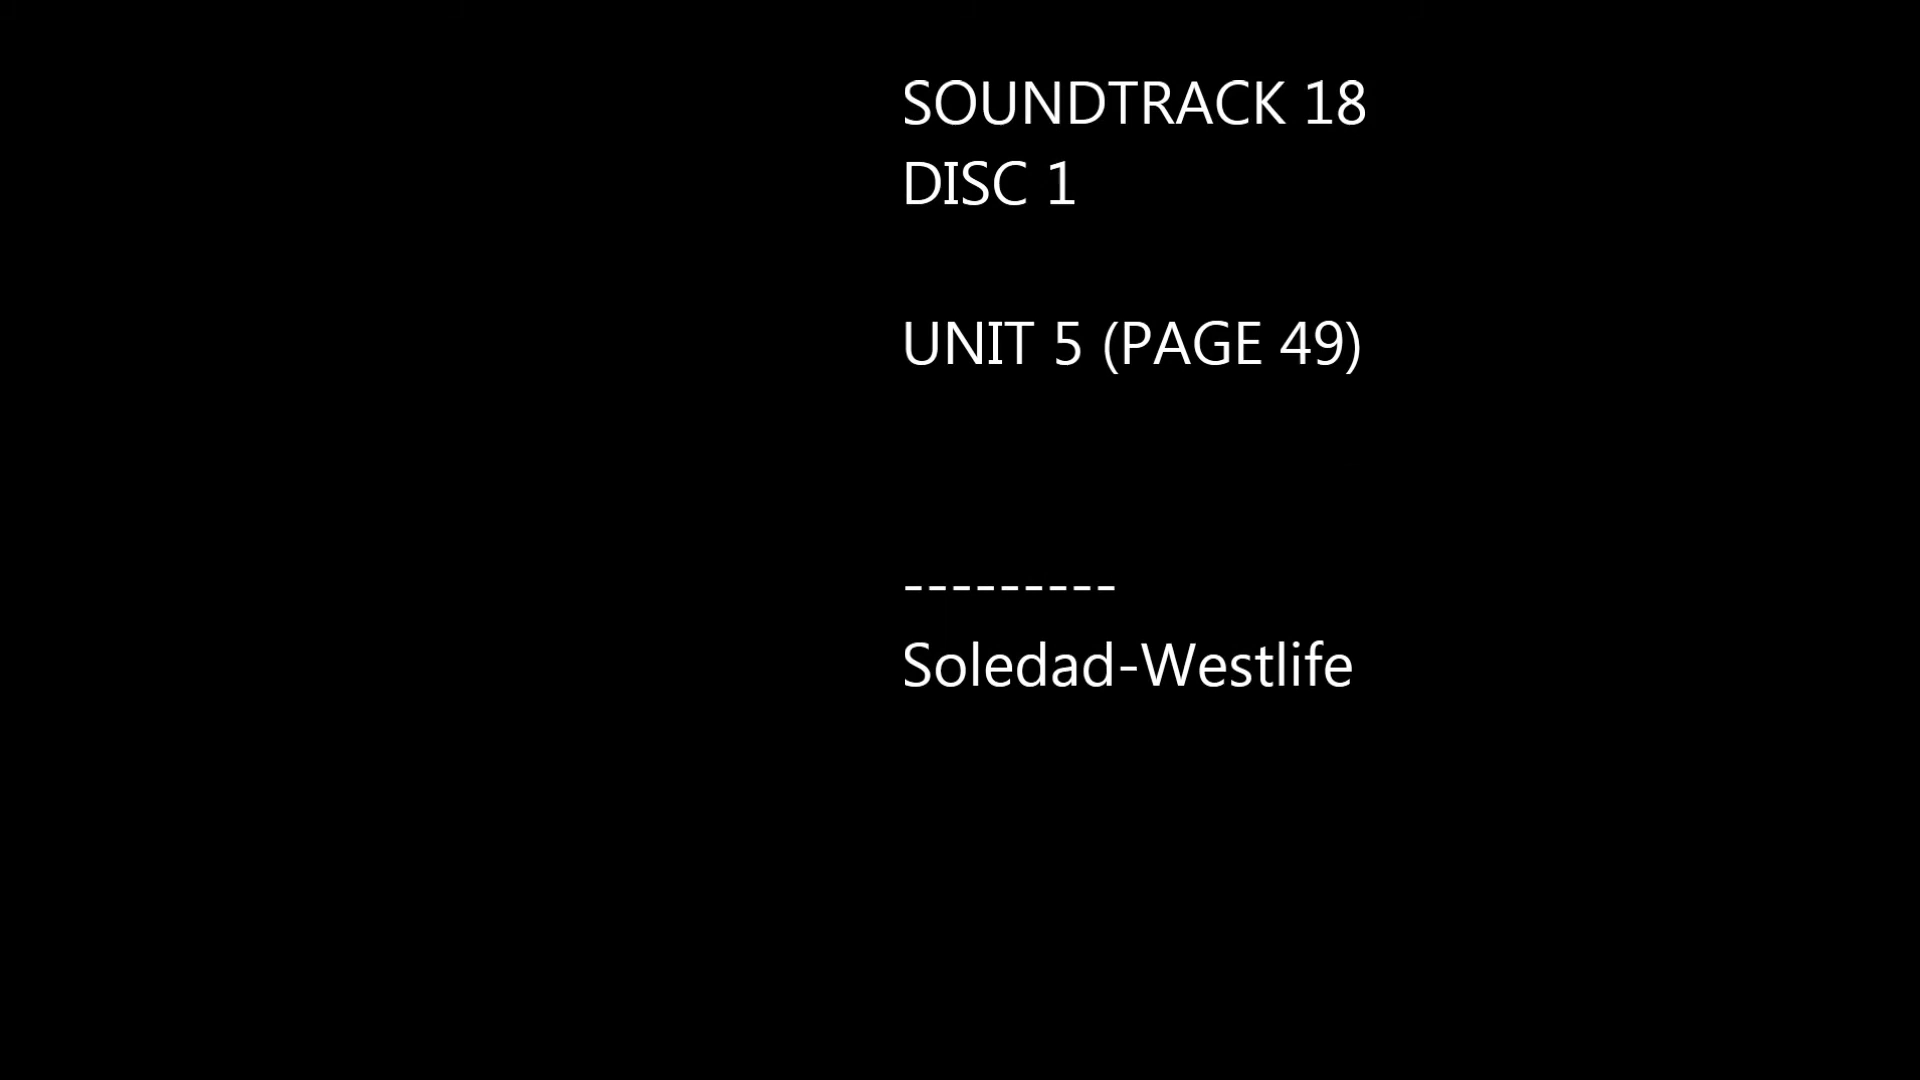 SOUNDTRACK 18
DISC 1
UNIT 5 (PAGE 49)
---------
Soledad-Westlife